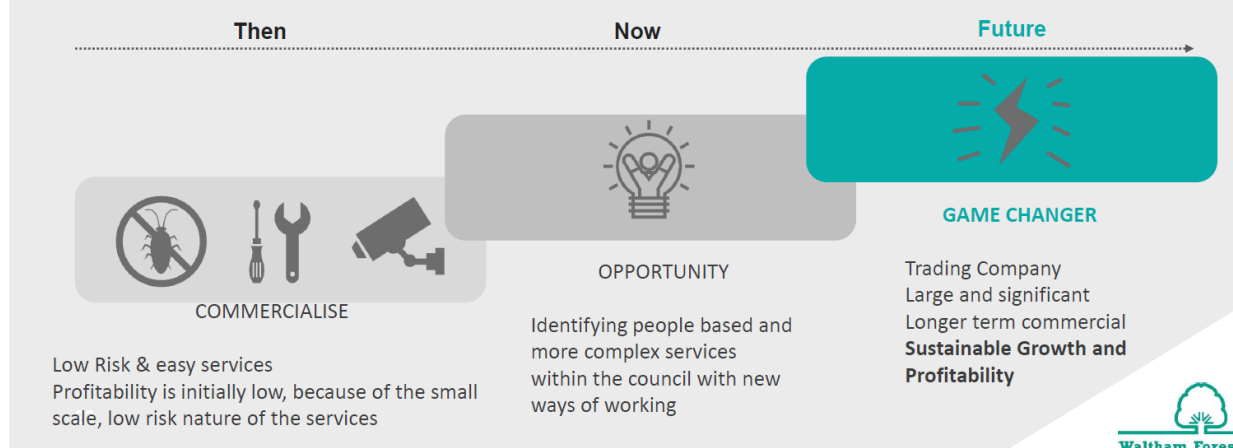 Then
Now
Future
COMMERCIALISE
Low Risk & easy services
Profitability is initially low, because of the small
scale, low risk nature of the services
OPPORTUNITY
Identifying people based and
more complex services
within the council with new
ways of working
GAME CHANGER
Trading Company
Large and significant
Longer term commercial
Sustainable Growth and
Profitability
Waltham Fores